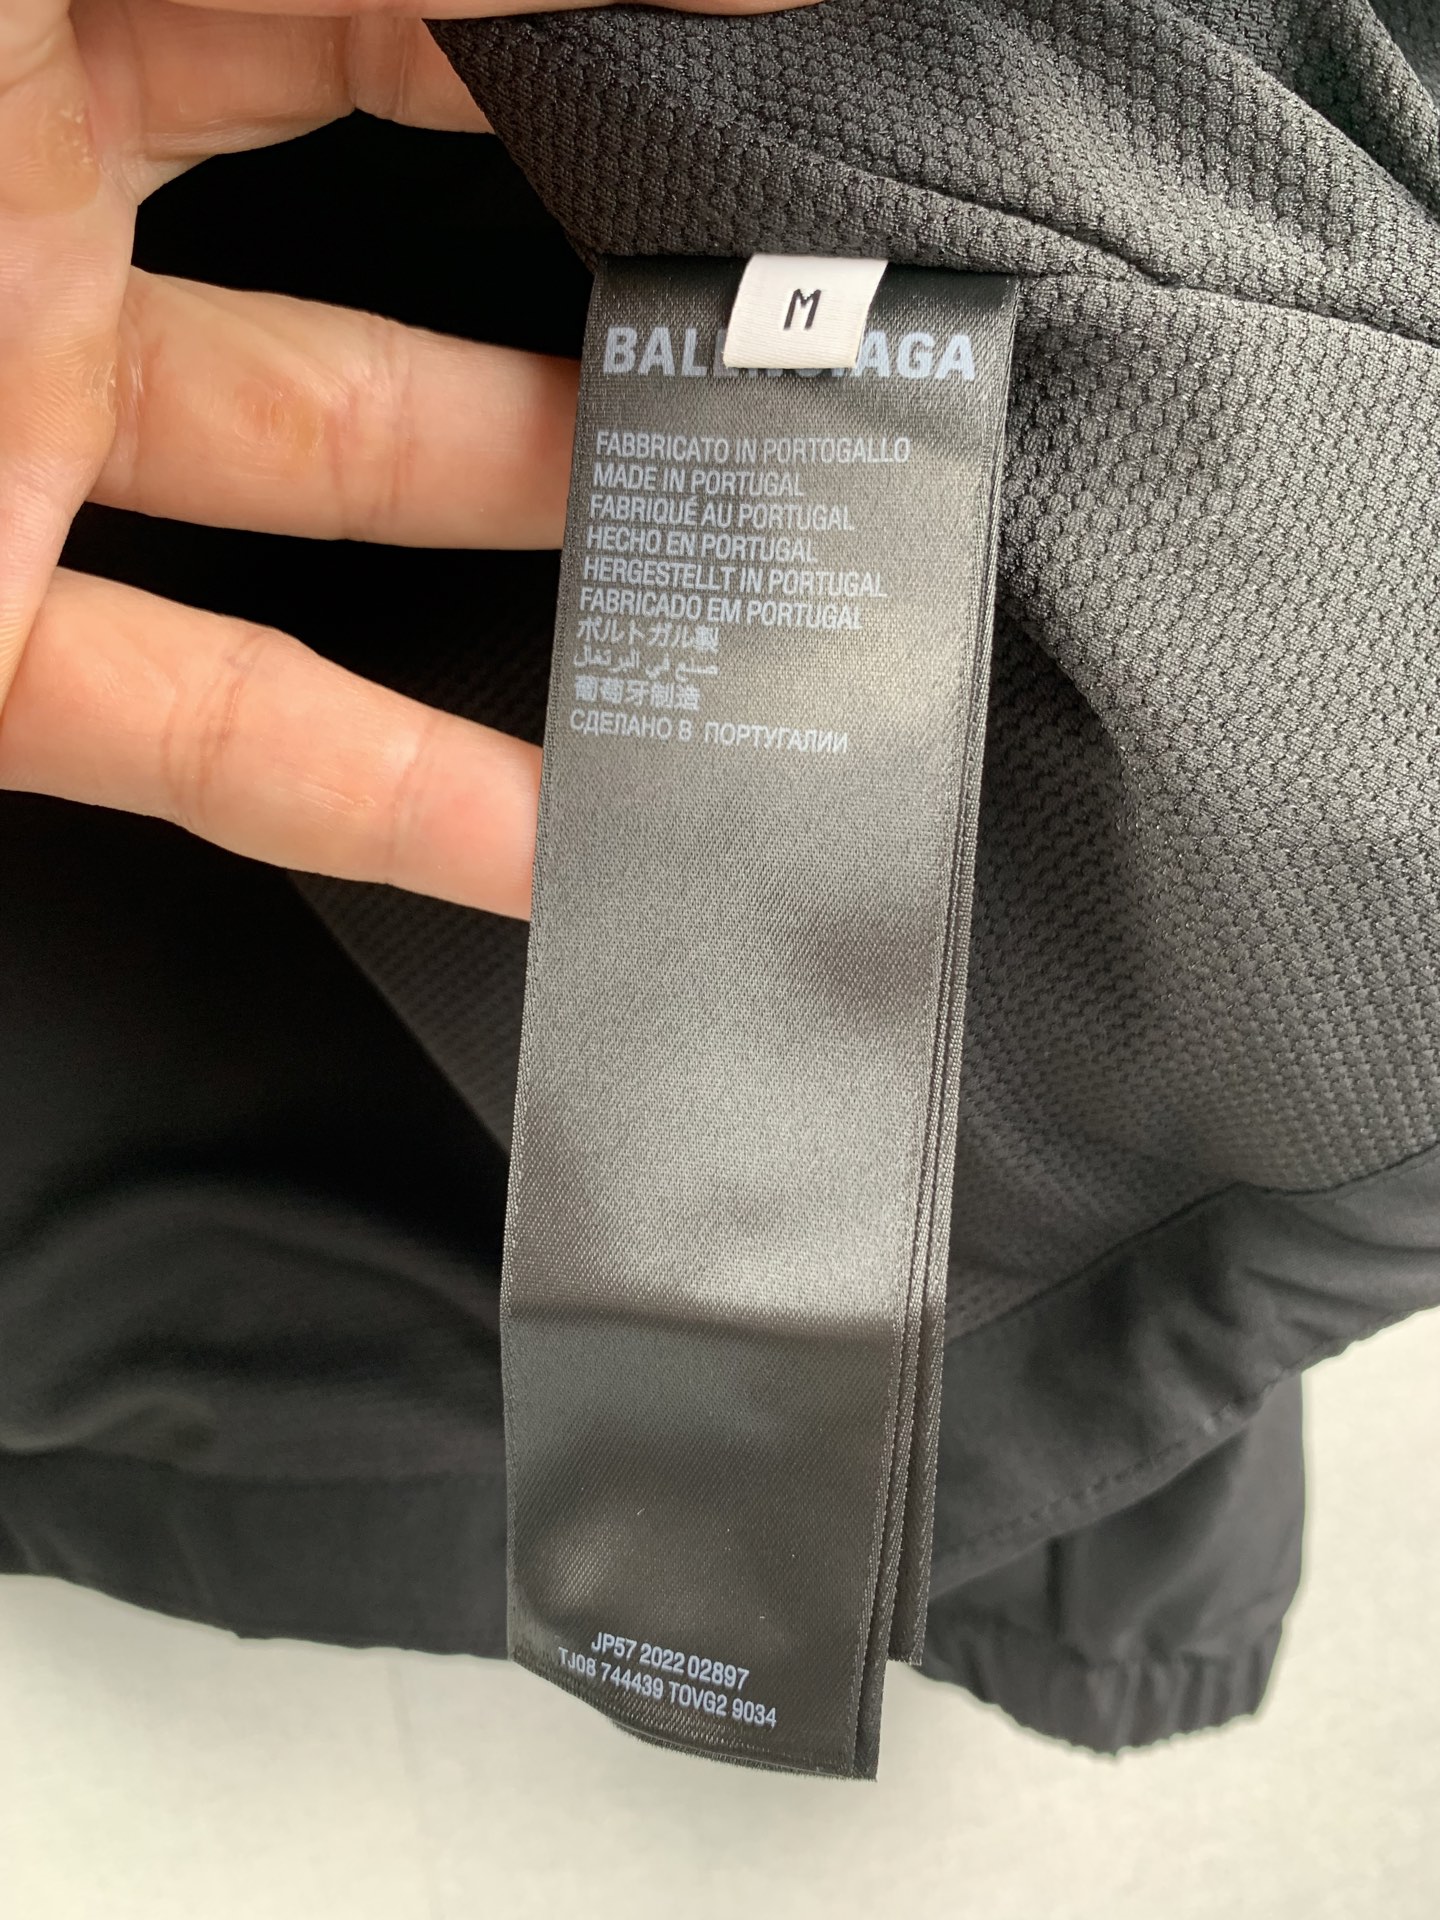 M
BAL AGA
FABBRICATO IN PORTOGALLO
MADE IN PORTUGAL
FABRIQUÉ AU PORTUGAL
HECHO EN PORTUGAL
HERGESTELLT IN PORTUGAL
FABRICADO EM PORTUGAL
ポルトガル製
صنع في البرتغال
葡萄牙制造
СДЕЛАНО В ПОРТУГАЛИИ
JP57 2022 02897
TJ08 744439 TOVG2 9034